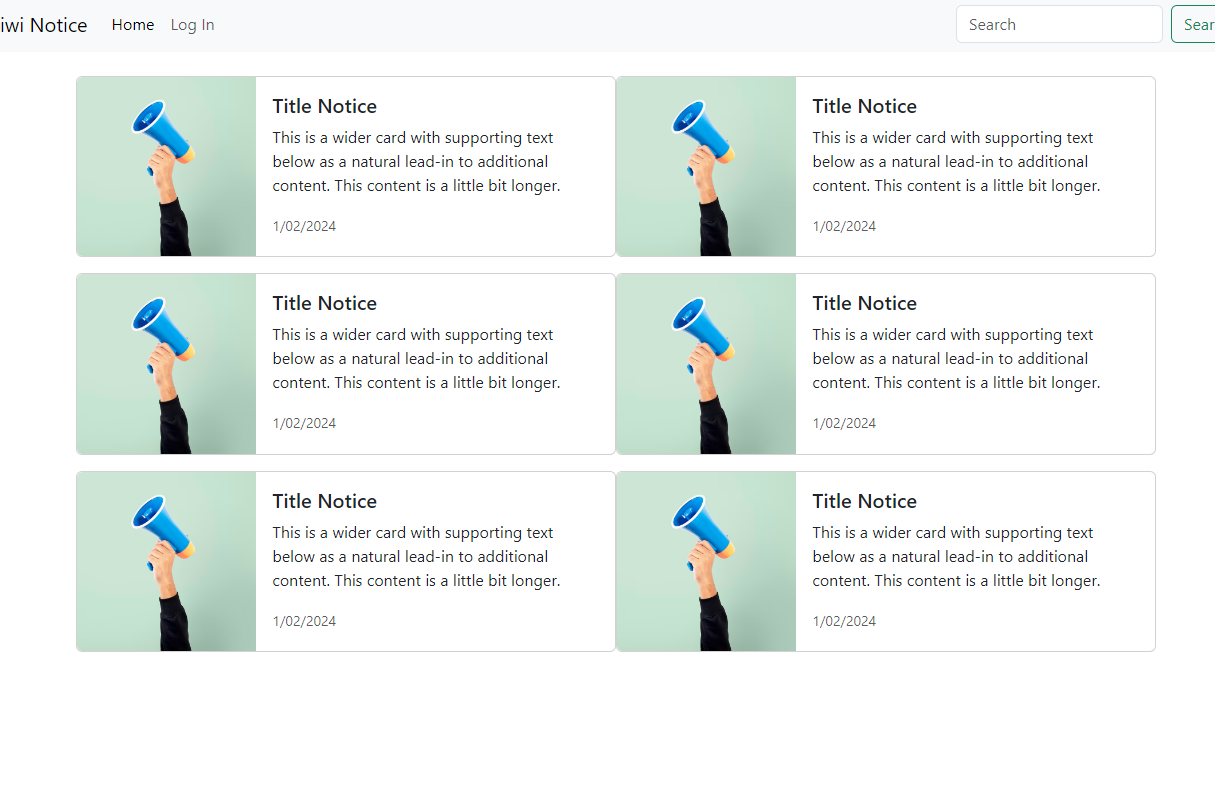 iwi Notice Home Log In Search Sear
Title Notice
This is a wider card with supporting text
below as a natural lead-in to additional
content. This content is a little bit longer.
1/02/2024
Title Notice
This is a wider card with supporting text
below as a natural lead-in to additional
content. This content is a little bit longer.
1/02/2024
Title Notice
This is a wider card with supporting text
below as a natural lead-in to additional
content. This content is a little bit longer.
1/02/2024
Title Notice
This is a wider card with supporting text
below as a natural lead-in to additional
content. This content is a little bit longer.
1/02/2024
Title Notice
This is a wider card with supporting text
below as a natural lead-in to additional
content. This content is a little bit longer.
1/02/2024
Title Notice
This is a wider card with supporting text
below as a natural lead-in to additional
content. This content is a little bit longer.
1/02/2024